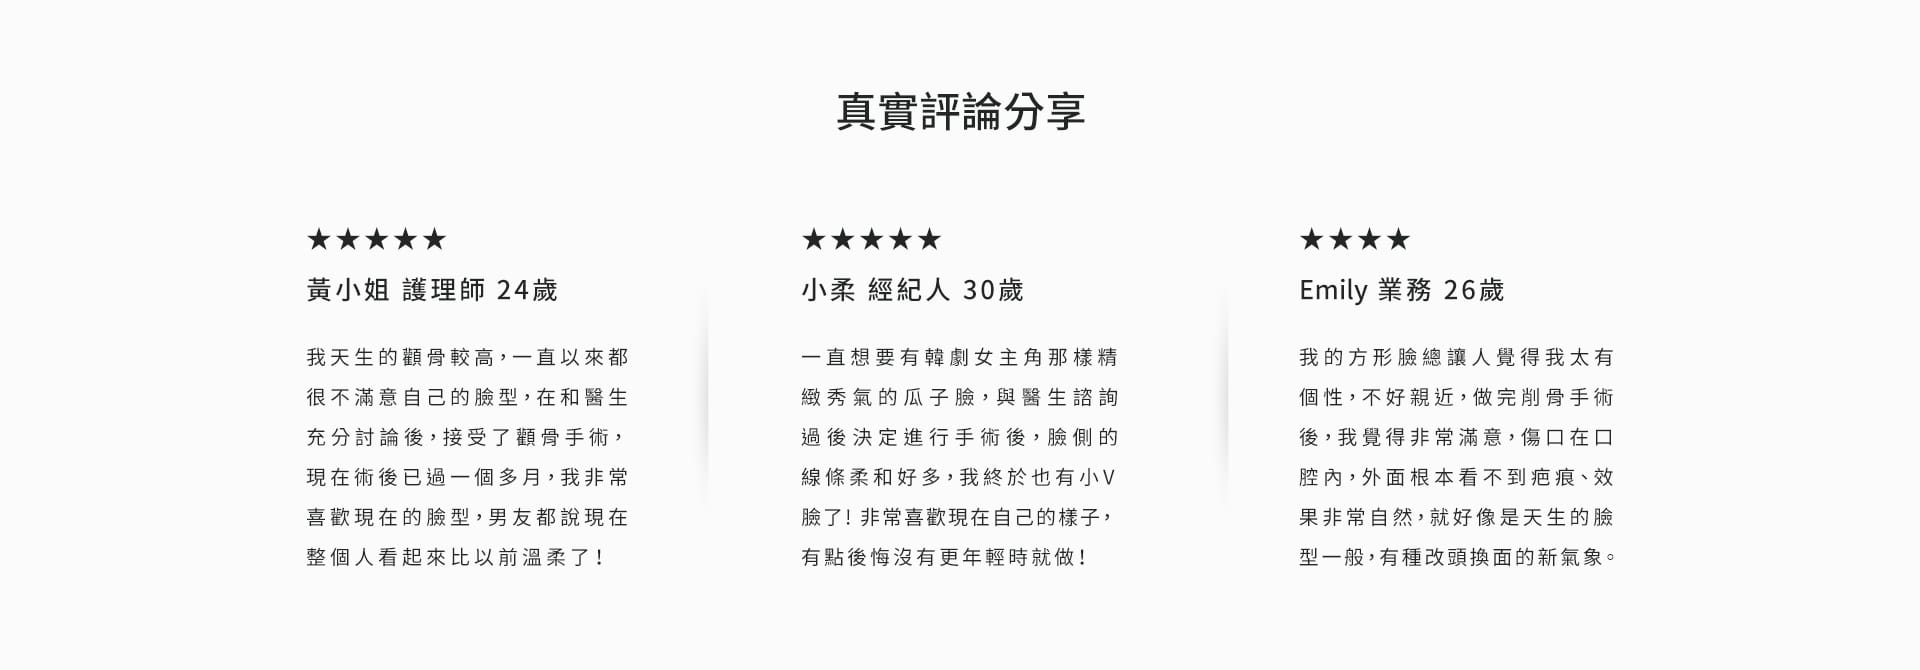 真實評論分享
★★★★★
黃小姐 護理師 24歲
我天生的顴骨較高，一直以來都
很不滿意自己的臉型，在和醫生
充分討論後，接受了顴骨手術，
現在術後已過一個多月，我非常
喜歡現在的臉型，男友都說現在
整個人看起來比以前溫柔了！
★★★★★
小柔 經紀人 30歲
一直想要有韓劇女主角那樣精
緻秀氣的瓜子臉，與醫生諮詢
過後決定進行手術後，臉側的
線條柔和好多，我終於也有小V
臉了！非常喜歡現在自己的樣子，
有點後悔沒有更年輕時就做！
★★★★
Emily 業務 26歲
我的方形臉總讓人覺得我太有
個性，不好親近，做完削骨手術
後，我覺得非常滿意，傷口在口
腔內，外面根本看不到疤痕、效
果非常自然，就好像是天生的臉
型一般，有種改頭換面的新氣象。